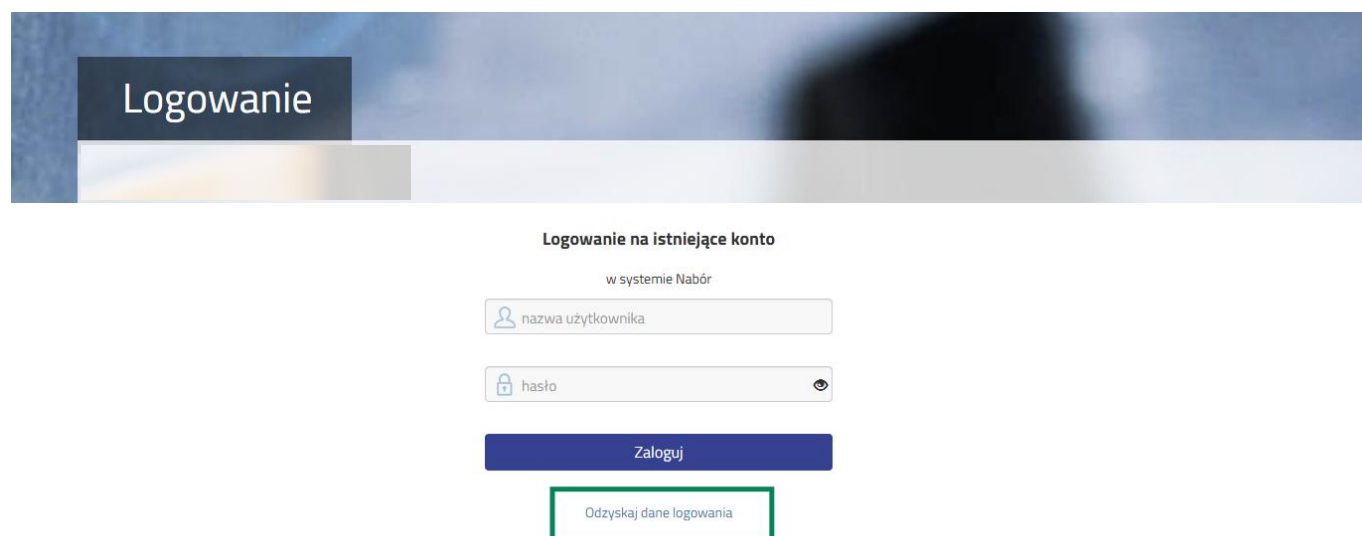 Logowanie
Logowanie na istniejące konto
w systemie Nabór
nazwa użytkownika
hasło
Zaloguj
Odzyskaj dane logowania